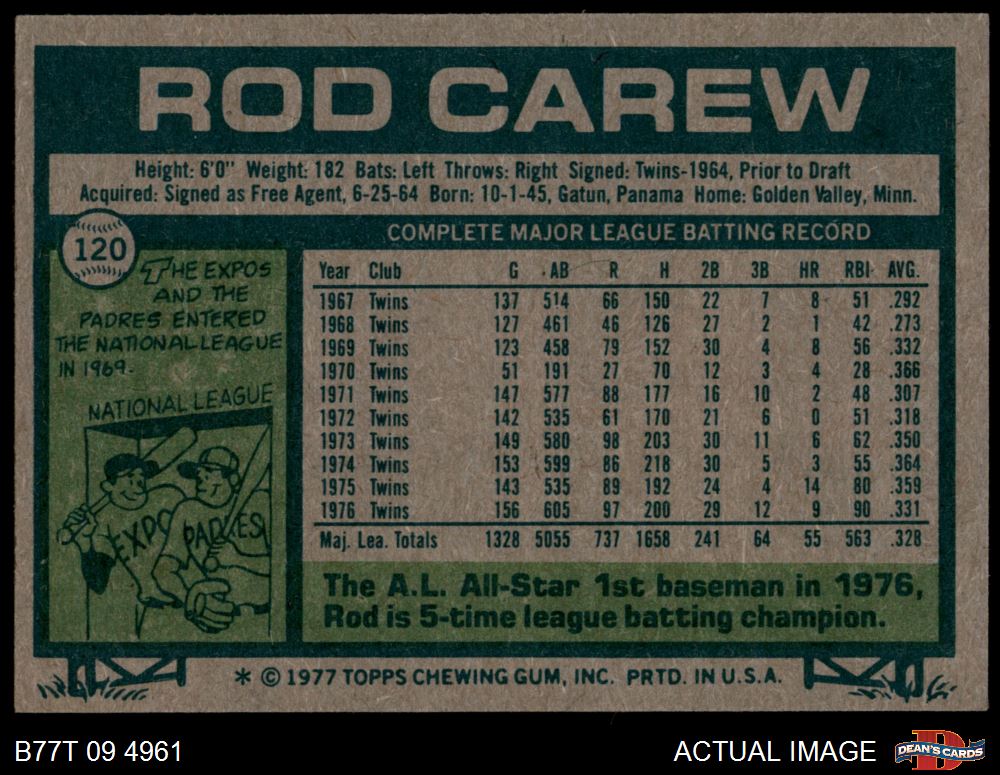 ROD CAREW
Height: 6'0" Weight: 182 Bats: Left Throws: Right Signed: Twins-1964, Prior to Draft
Acquired: Signed as Free Agent, 6-25-64 Born: 10-1-45, Gatun, Panama Home: Golden Valley, Minn.
120
THE EXPOS
AND THE
PADRES ENTERED
THE NATIONAL LEAGUE
IN 1969.
NATIONAL LEAGUE
EXPO PADRES
COMPLETE MAJOR LEAGUE BATTING RECORD
Year Club G AB R H 2B 3B HR RBI AVG.
1967 Twins 137 514 66 150 22 7 8 51 .292
1968 Twins 127 461 46 126 27 2 1 42 .273
1969 Twins 123 458 79 152 30 4 8 56 .332
1970 Twins 51 191 27 70 12 3 4 28 .366
1971 Twins 147 577 88 177 16 10 2 48 .307
1972 Twins 142 535 61 170 21 6 0 51 .318
1973 Twins 149 580 98 203 30 11 6 62 .350
1974 Twins 153 599 86 218 30 5 3 55 .364
1975 Twins 143 535 89 192 24 4 14 80 .359
1976 Twins 156 605 97 200 29 12 9 90 .331
Maj. Lea. Totals 1328 5055 737 1658 241 64 55 563 .328
The A.L. All-Star 1st baseman in 1976,
Rod is 5-time league batting champion.
* © 1977 TOPPS CHEWING GUM, INC. PRTD. IN U.S.A.
B77T 09 4961
ACTUAL IMAGE
D
DEAN'S CARDS